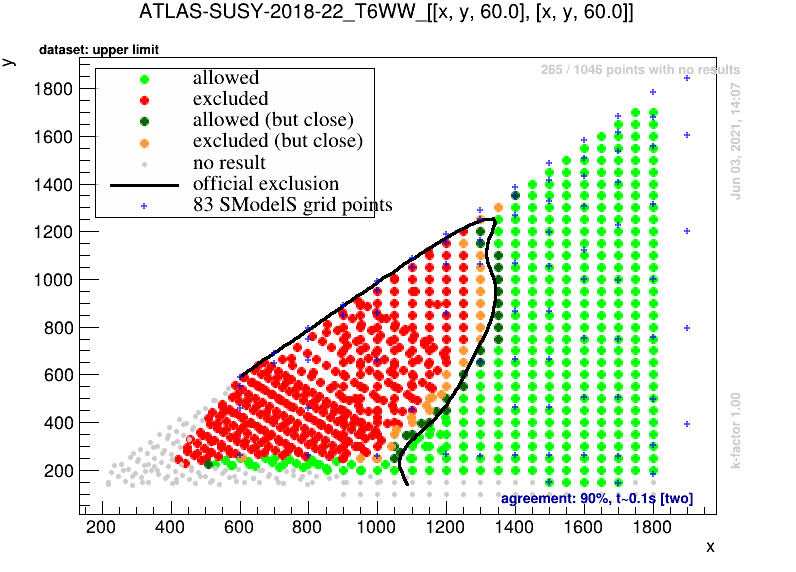 ATLAS-SUSY-2018-22_T6WW_[[x, y, 60.0], [x, y, 60.0]]
dataset: upper limit
y
265 / 1046 points with no results
allowed
excluded
allowed (but close)
excluded (but close)
no result
official exclusion
83 SModelS grid points
Jun 03, 2021, 14:07
k-factor 1.00
1800
1600
1400
1200
1000
800
600
400
200
agreement: 90%, t~0.1s [two]
200 400 600 800 1000 1200 1400 1600 1800
x